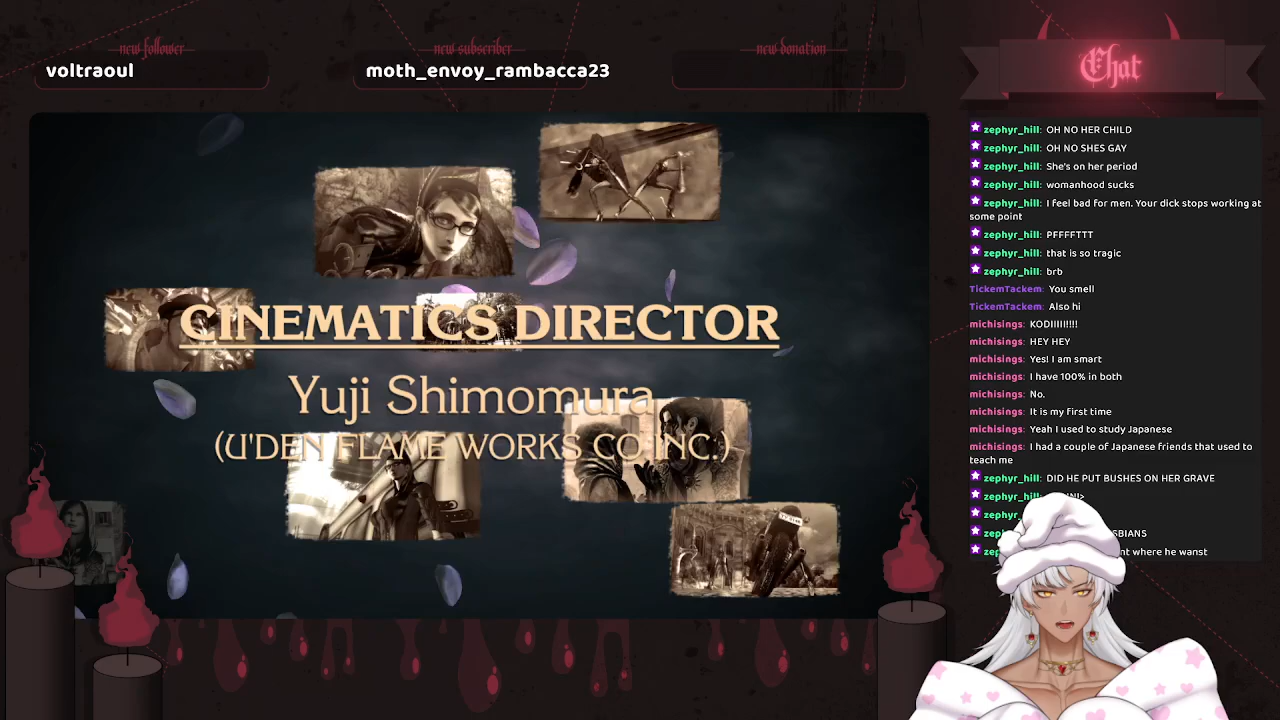 new follower
voltraoul
new subscriber
moth_envoy_rambacca23
new donation
CINEMATICS DIRECTOR
Yuji Shimomura
(U'DEN FLAME WORKS CO.INC.)
Chat
zephyr_hill: OH NO HER CHILD
zephyr_hill: OH NO SHES GAY
zephyr_hill: She's on her period
zephyr_hill: womanhood sucks
zephyr_hill: I feel bad for men. Your dick stops working at
some point
zephyr_hill: PFFFFTTT
zephyr_hill: that is so tragic
zephyr_hill: brb
TickemTackem: You smell
TickemTackem: Also hi
michisings: KODIIIII!!!!
michisings: HEY HEY
michisings: Yes! I am smart
michisings: I have 100% in both
michisings: No.
michisings: It is my first time
michisings: Yeah I used to study Japanese
michisings: I had a couple of Japanese friends that used to
teach me
zephyr_hill: DID HE PUT BUSHES ON HER GRAVE
zephyr_hill:
where he wanst